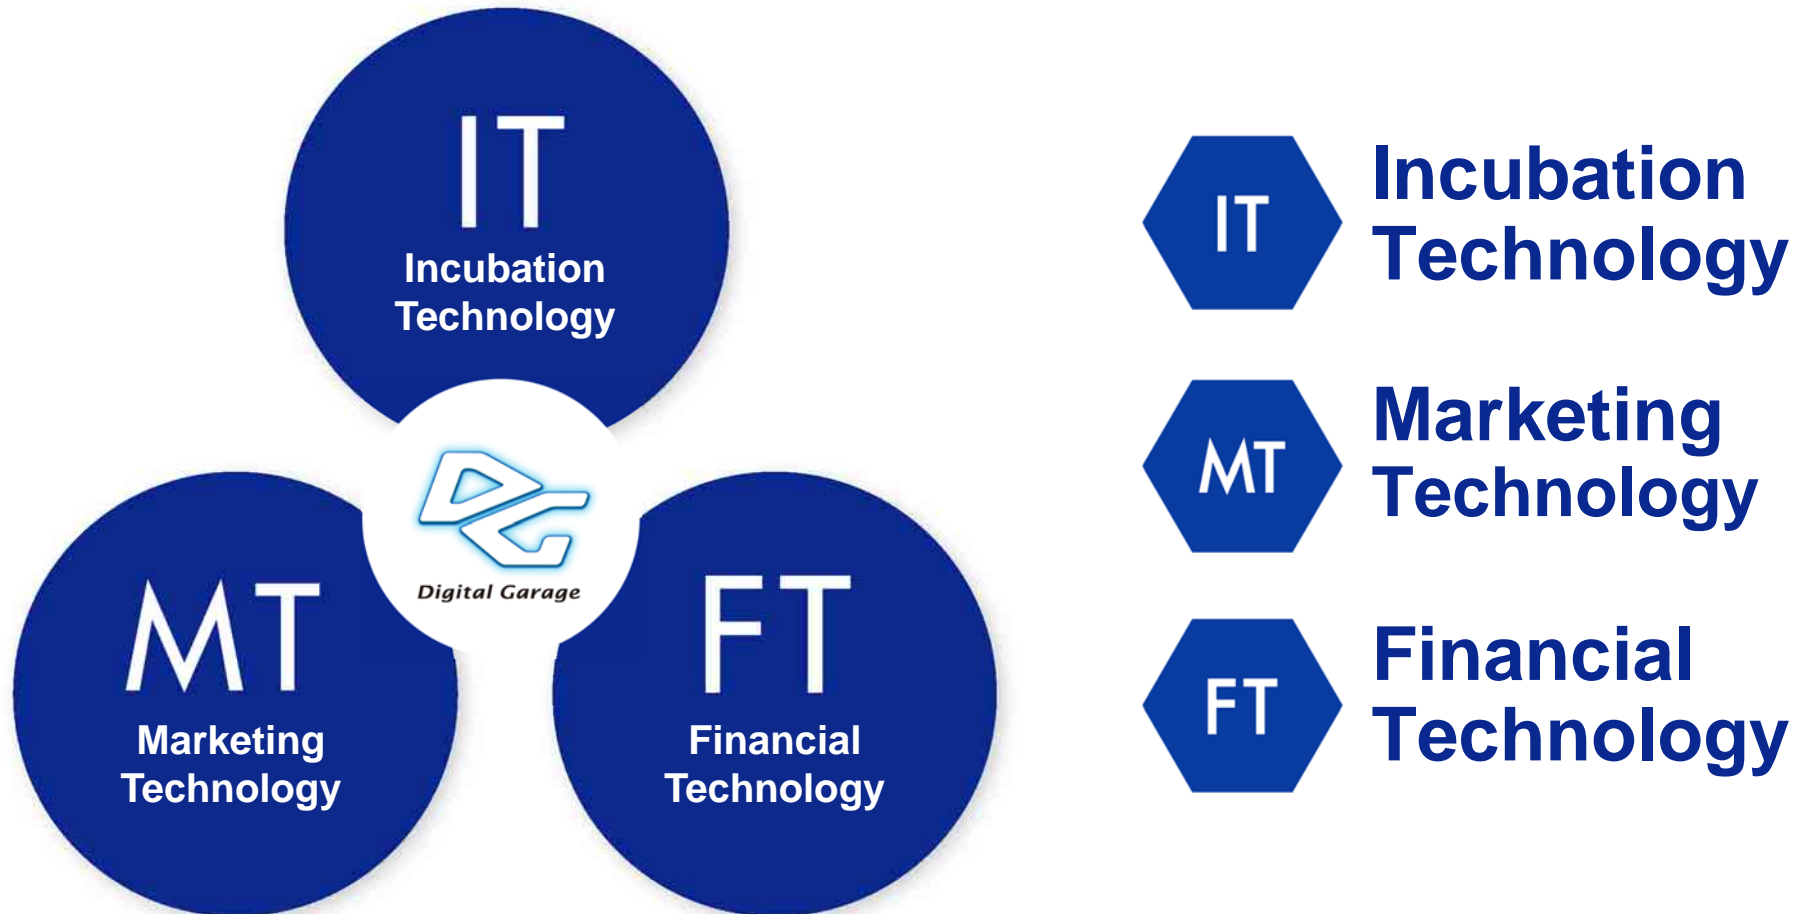 IT
Incubation
Technology
DG
Digital Garage
MT
Marketing
Technology
FT
Financial
Technology
IT
Incubation
Technology
MT
Marketing
Technology
FT
Financial
Technology